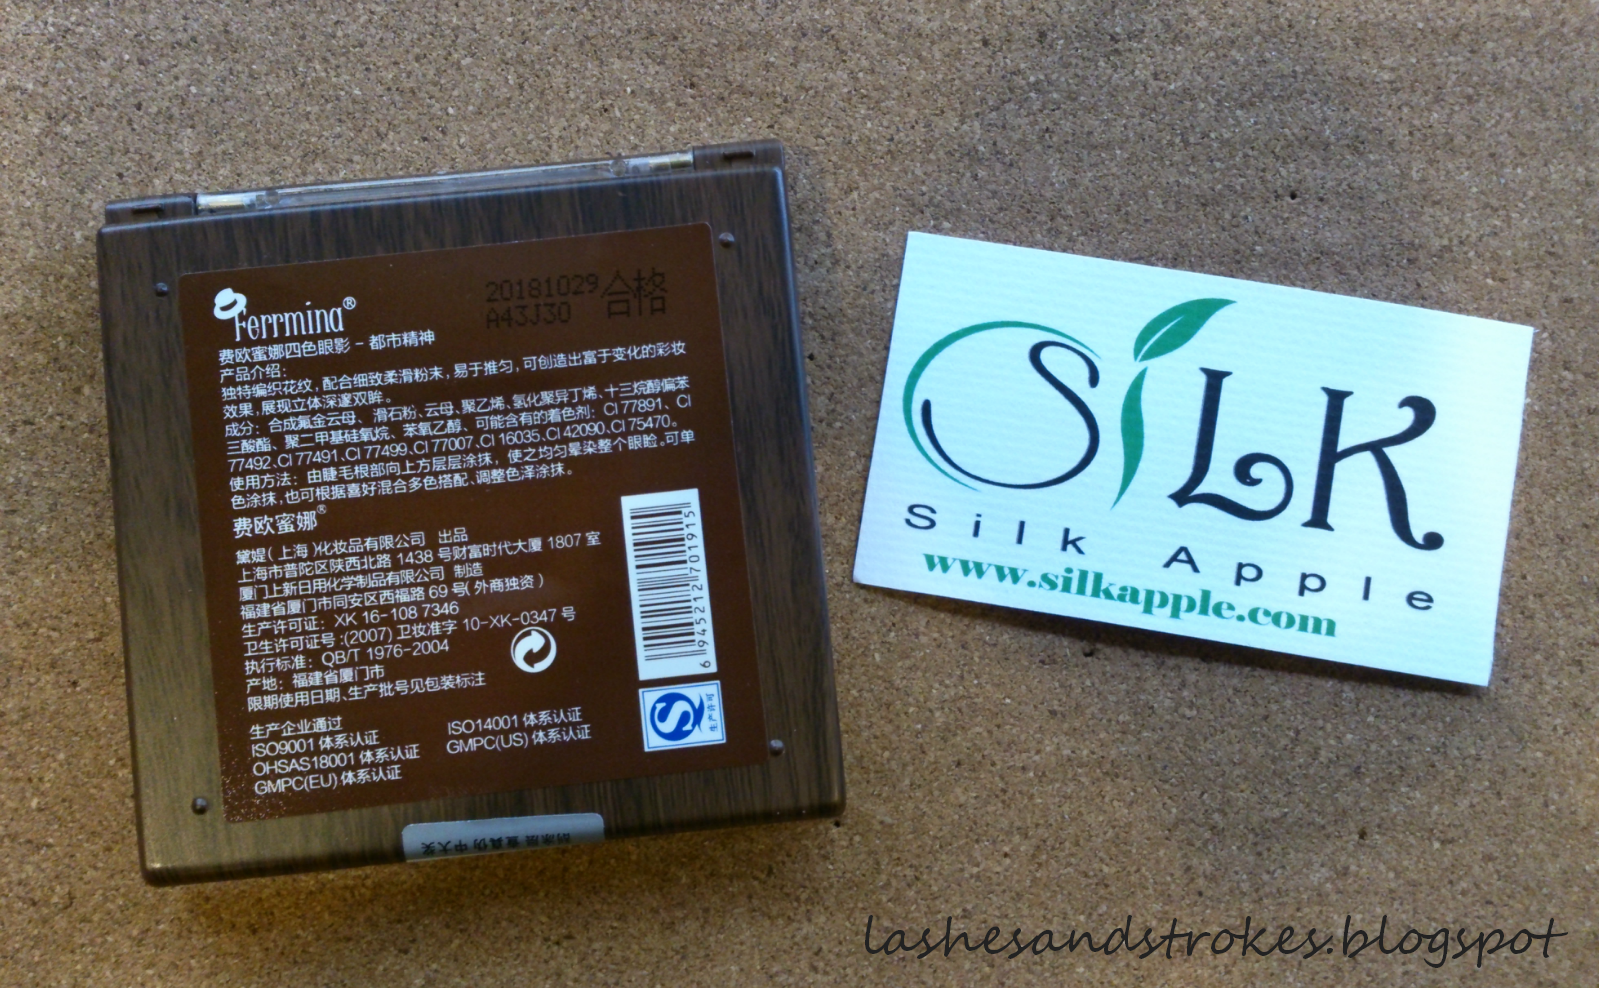 Ferrmina®
20181029 合格
A43J30
费欧蜜娜四色眼影-都市精神
产品介绍:
独特编织花纹,配合细致柔滑粉末,易于推匀,可创造出富于变化的彩妆
效果,展现立体深邃双眸。
成分:合成氟金云母、滑石粉、云母、聚乙烯、氢化聚异丁烯、十三烷醇偏苯
三酸酯、聚二甲基硅氧烷、苯氧乙醇、可能含有的着色剂:CI 77891、CI
77492、CI 77491、CI 77499、CI 77007、CI 16035、CI 42090、CI 75470。
使用方法:由睫毛根部向上方层层涂抹,使之均匀晕染整个眼睑。可单
色涂抹,也可根据喜好混合多色搭配、调整色泽涂抹。
费欧蜜娜®
黛媞(上海)化妆品有限公司 出品
上海市普陀区陕西北路 1438 号财富时代大厦 1807 室
厦门上新日用化学制品有限公司 制造
福建省厦门市同安区西福路 69 号(外商独资)
生产许可证:XK 16-108 7346
卫生许可证号:(2007) 卫妆准字 10-XK-0347 号
执行标准:QB/T 1976-2004
产地:福建省厦门市
限期使用日期、生产批号见包装标注
生产企业通过
ISO9001 体系认证
ISO14001 体系认证
OHSAS18001 体系认证
GMPC(US) 体系认证
GMPC(EU) 体系认证
6 945212 701915
生产许可
查真伪 中大奖
SiLK
Silk Apple
www.silkapple.com
lashesandstrokes.blogspot